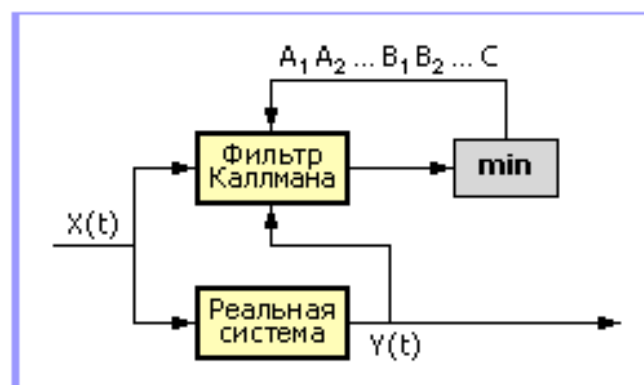 A₁ A₂ ... B₁ B₂ ... C
Фильтр
Каллмана
min
X(t)
Реальная
система
Y(t)